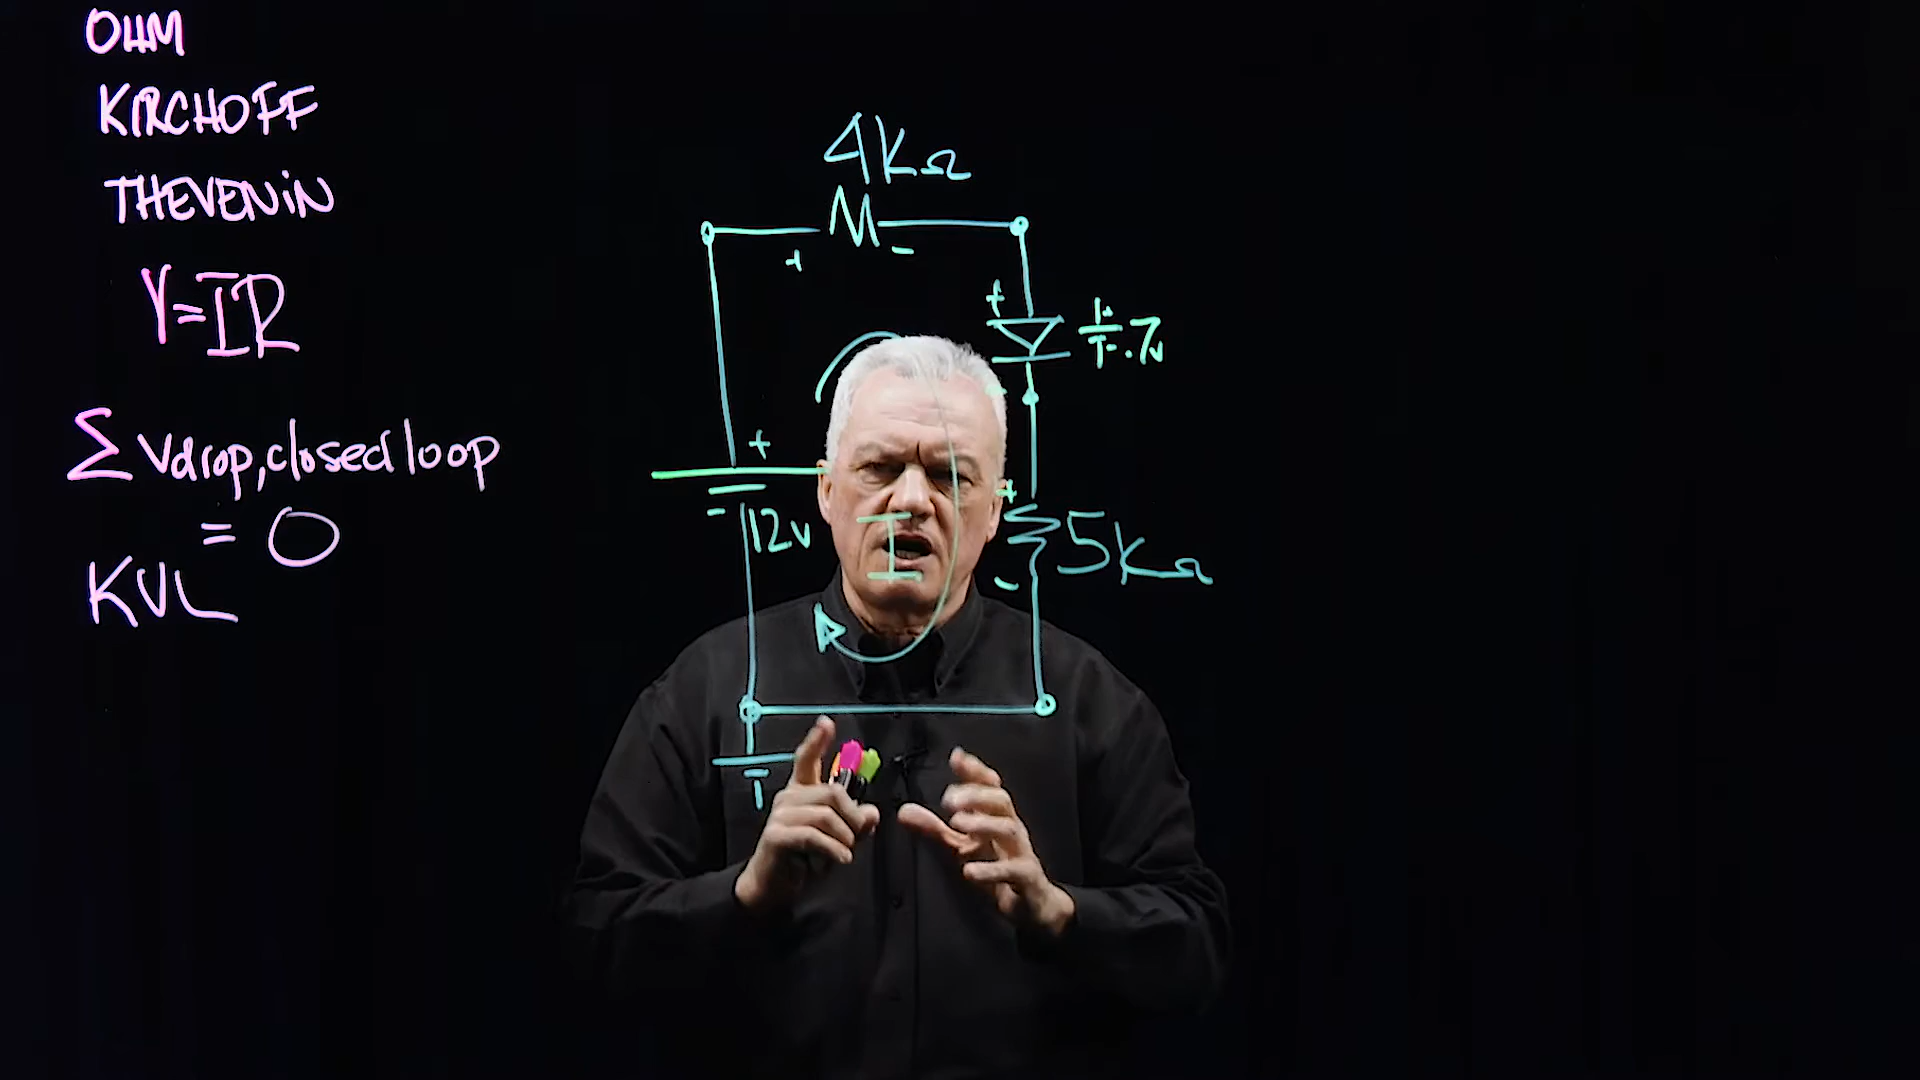 OHM
KIRCHOFF
THEVENIN
V=IR
Σ Vdrop, closed loop
= 0
KVL
4kΩ
+ -
+
+ - .7v
+
- 12v
I
+
5kΩ
-